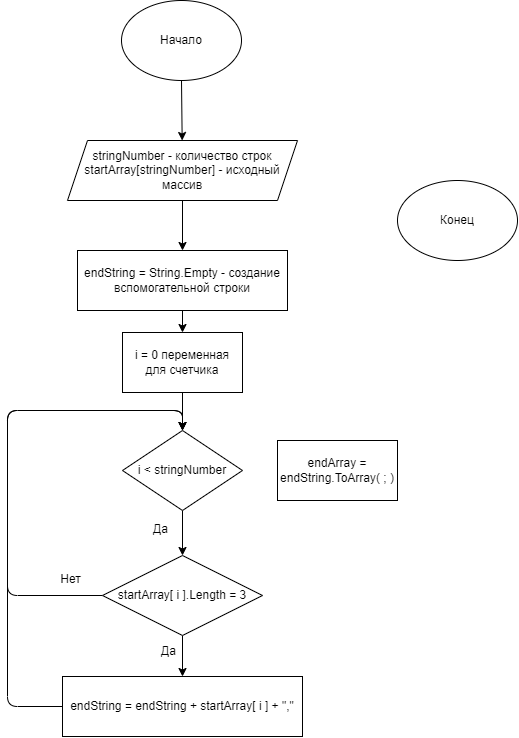 Начало
stringNumber - количество строк
startArray[stringNumber] - исходный
массив
Конец
endString = String.Empty - создание
вспомогательной строки
i = 0 переменная
для счетчика
i < stringNumber
endArray =
endString.ToArray( ; )
Да
Нет
startArray[ i ].Length = 3
Да
endString = endString + startArray[ i ] + ","